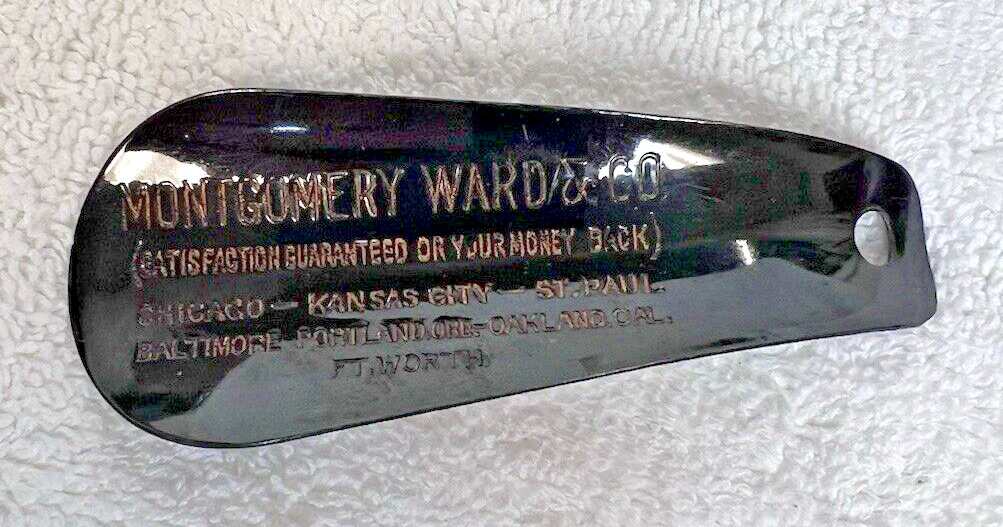 MONTGOMERY WARD & CO.
(SATISFACTION GUARANTEED OR YOUR MONEY BACK)
CHICAGO — KANSAS CITY — ST. PAUL.
BALTIMORE PORTLAND, ORE.-OAKLAND, CAL.
FT. WORTH.